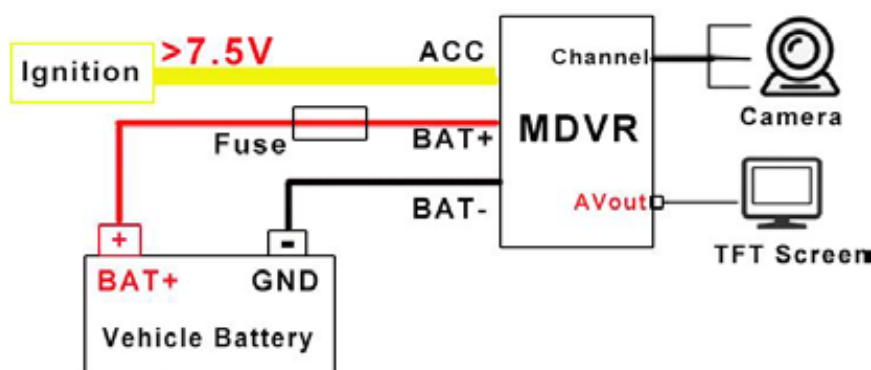 Ignition
>7.5V
ACC
Fuse
BAT+
BAT-
MDVR
Channel
AVout
Camera
TFT Screen
+
-
BAT+
GND
Vehicle Battery